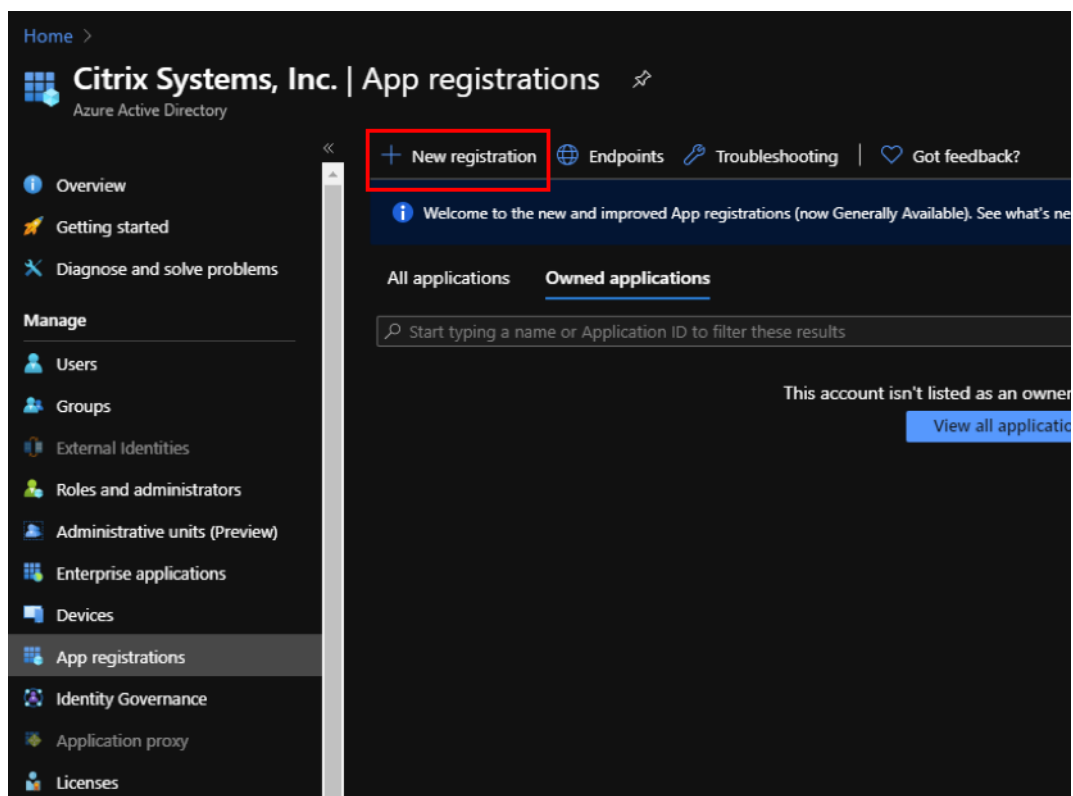 Home >
Citrix Systems, Inc. | App registrations
Azure Active Directory
«
New registration Endpoints Troubleshooting | Got feedback?
Overview
Welcome to the new and improved App registrations (now Generally Available). See what's ne
Getting started
Diagnose and solve problems
All applications Owned applications
Manage
Start typing a name or Application ID to filter these results
Users
This account isn't listed as an owner
Groups
View all applicatio
External Identities
Roles and administrators
Administrative units (Preview)
Enterprise applications
Devices
App registrations
Identity Governance
Application proxy
Licenses